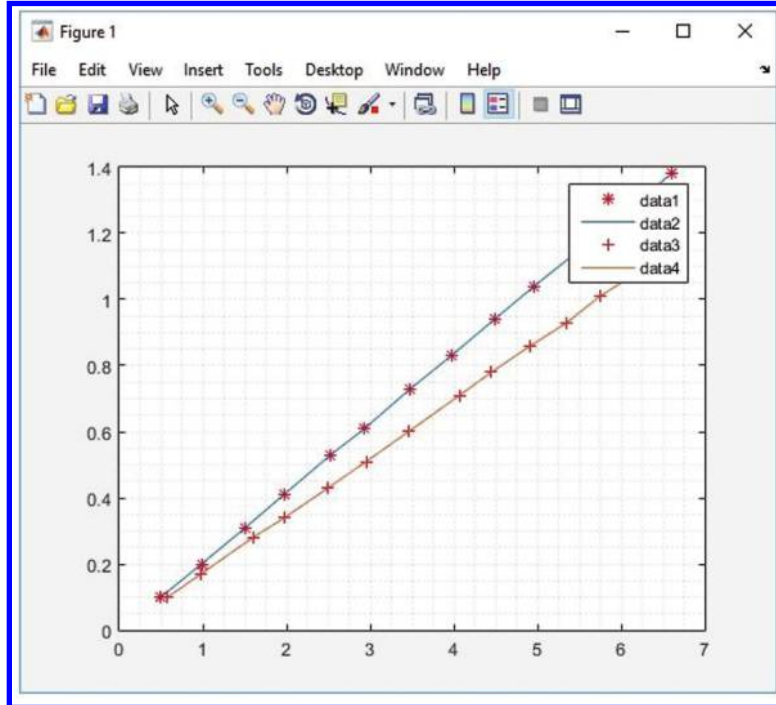 Figure 1
File Edit View Insert Tools Desktop Window Help
1.4
1.2
1
0.8
0.6
0.4
0.2
0
0 1 2 3 4 5 6 7
data1
data2
data3
data4